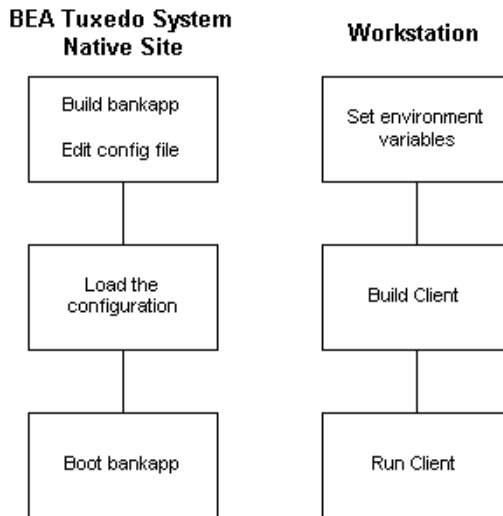 BEA Tuxedo System
Native Site
Build bankapp
Edit config file
Load the
configuration
Boot bankapp
Workstation
Set environment
variables
Build Client
Run Client